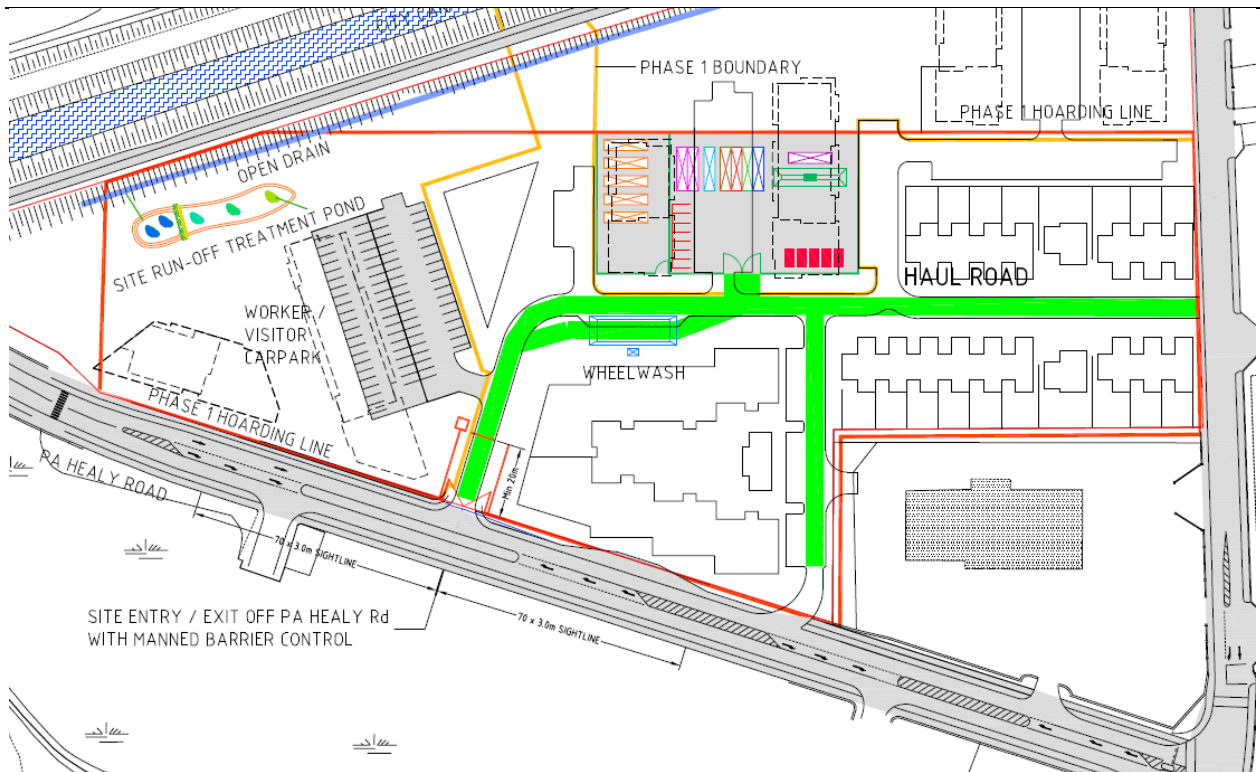 PHASE 1 BOUNDARY
PHASE 1 HOARDING LINE
OPEN DRAIN
SITE RUN-OFF TREATMENT POND
HAUL ROAD
WORKER /
VISITOR
CARPARK
WHEELWASH
PHASE 1 HOARDING LINE
PA HEALY ROAD
Min 20m
70 x 3.0m SIGHTLINE
SITE ENTRY / EXIT OFF PA HEALY Rd
WITH MANNED BARRIER CONTROL
70 x 3.0m SIGHTLINE